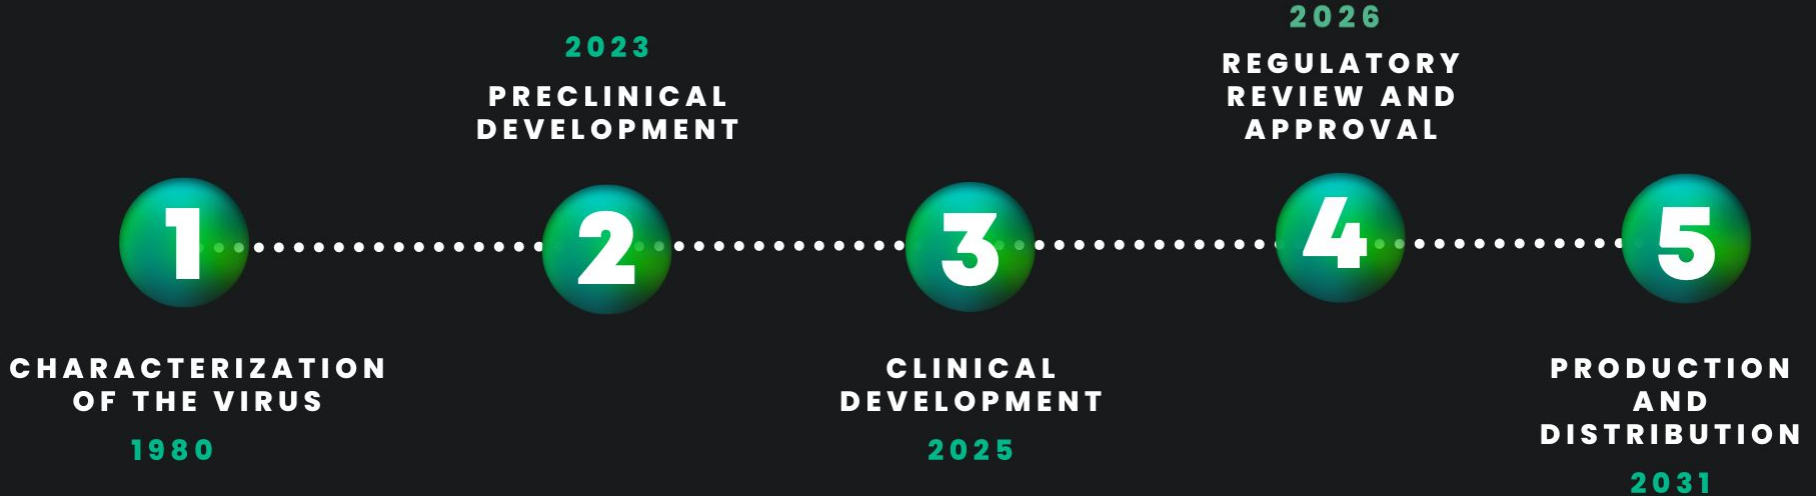 1
CHARACTERIZATION
OF THE VIRUS
1980
2023
PRECLINICAL
DEVELOPMENT
2
3
CLINICAL
DEVELOPMENT
2025
2026
REGULATORY
REVIEW AND
APPROVAL
4
5
PRODUCTION
AND
DISTRIBUTION
2031